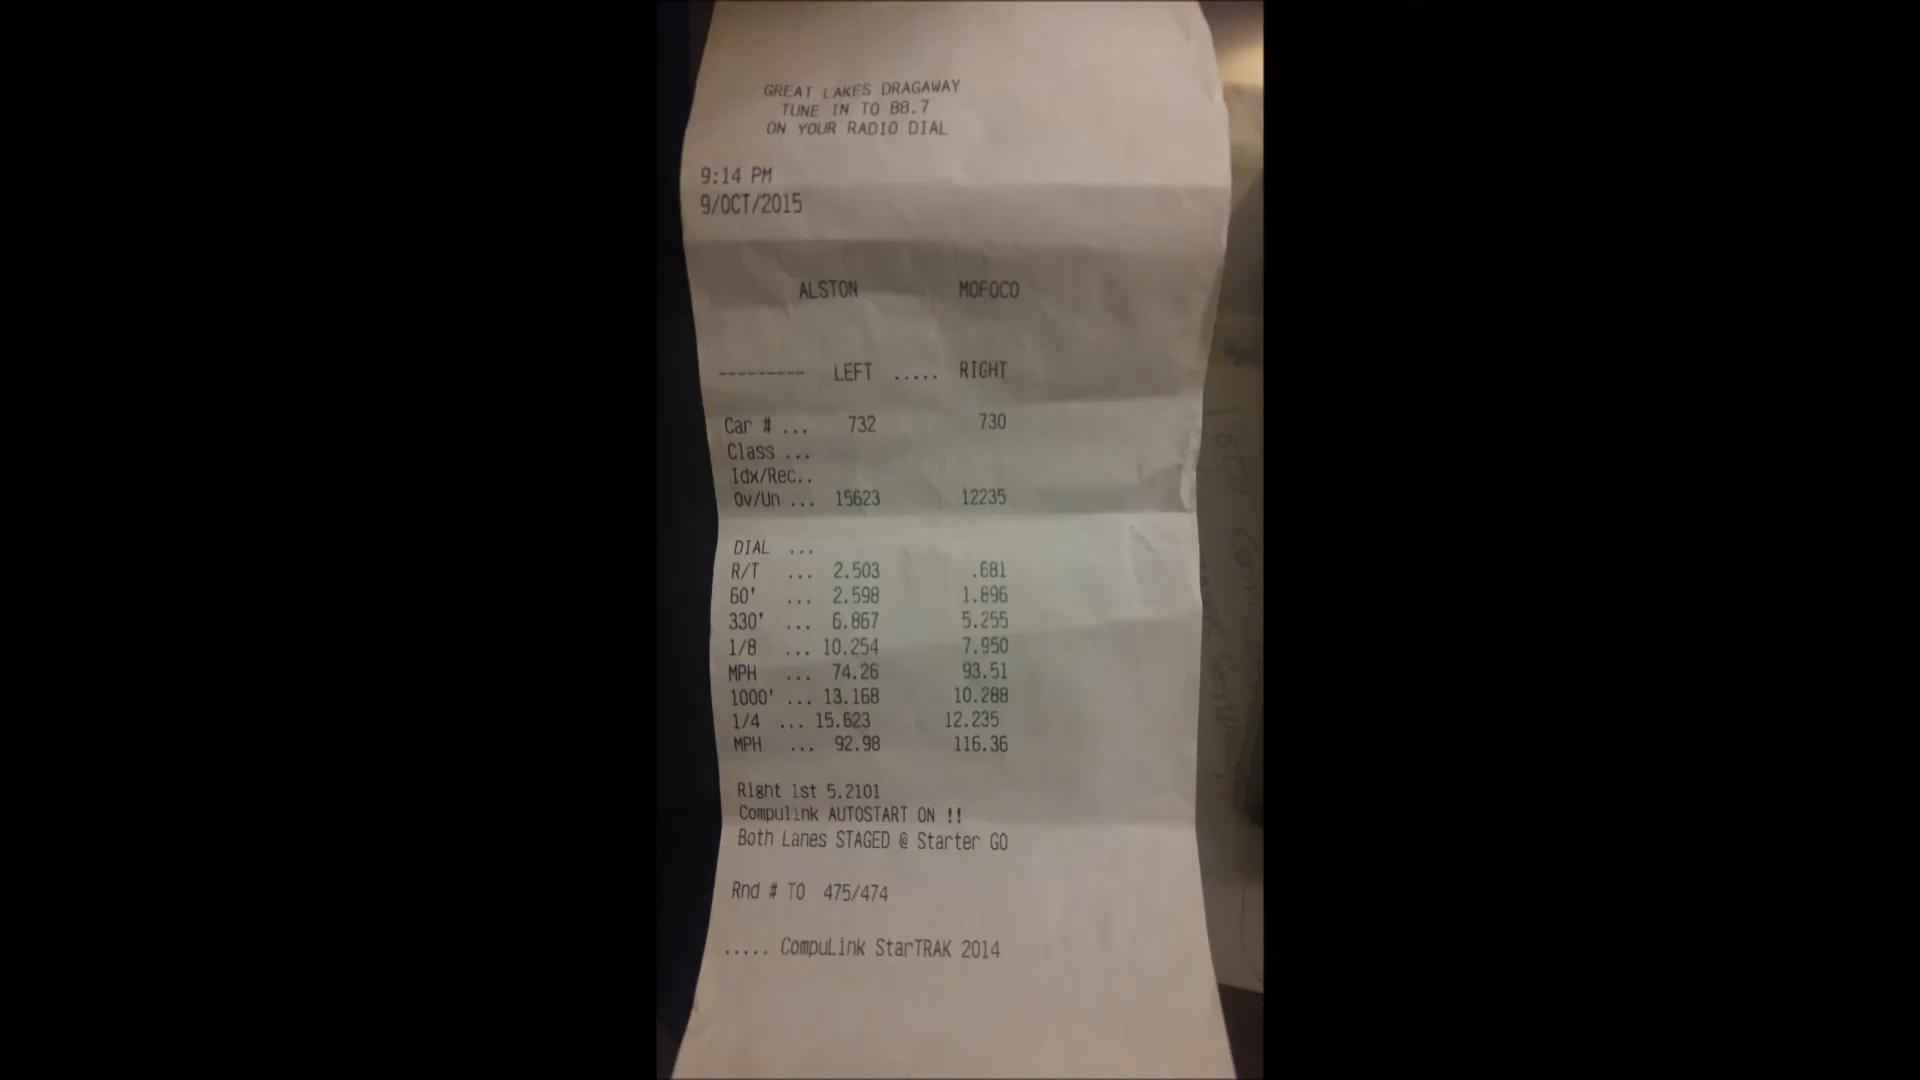 GREAT LAKES DRAGAWAY
TUNE IN TO 88.7
ON YOUR RADIO DIAL
9:14 PM
9/OCT/2015
ALSTON MOFOCO
--------- LEFT ..... RIGHT
Car # ... 732 730
Class ...
Idx/Rec..
Ov/Un ... 15623 12235
DIAL ...
R/T ... 2.503 .681
60' ... 2.598 1.896
330' ... 6.867 5.255
1/8 ... 10.254 7.950
MPH ... 74.26 93.51
1000' ... 13.168 10.288
1/4 ... 15.623 12.235
MPH ... 92.98 116.36
Right 1st 5.2101
Compulink AUTOSTART ON !!
Both Lanes STAGED @ Starter GO
Rnd # TO 475/474
..... CompuLink StarTRAK 2014